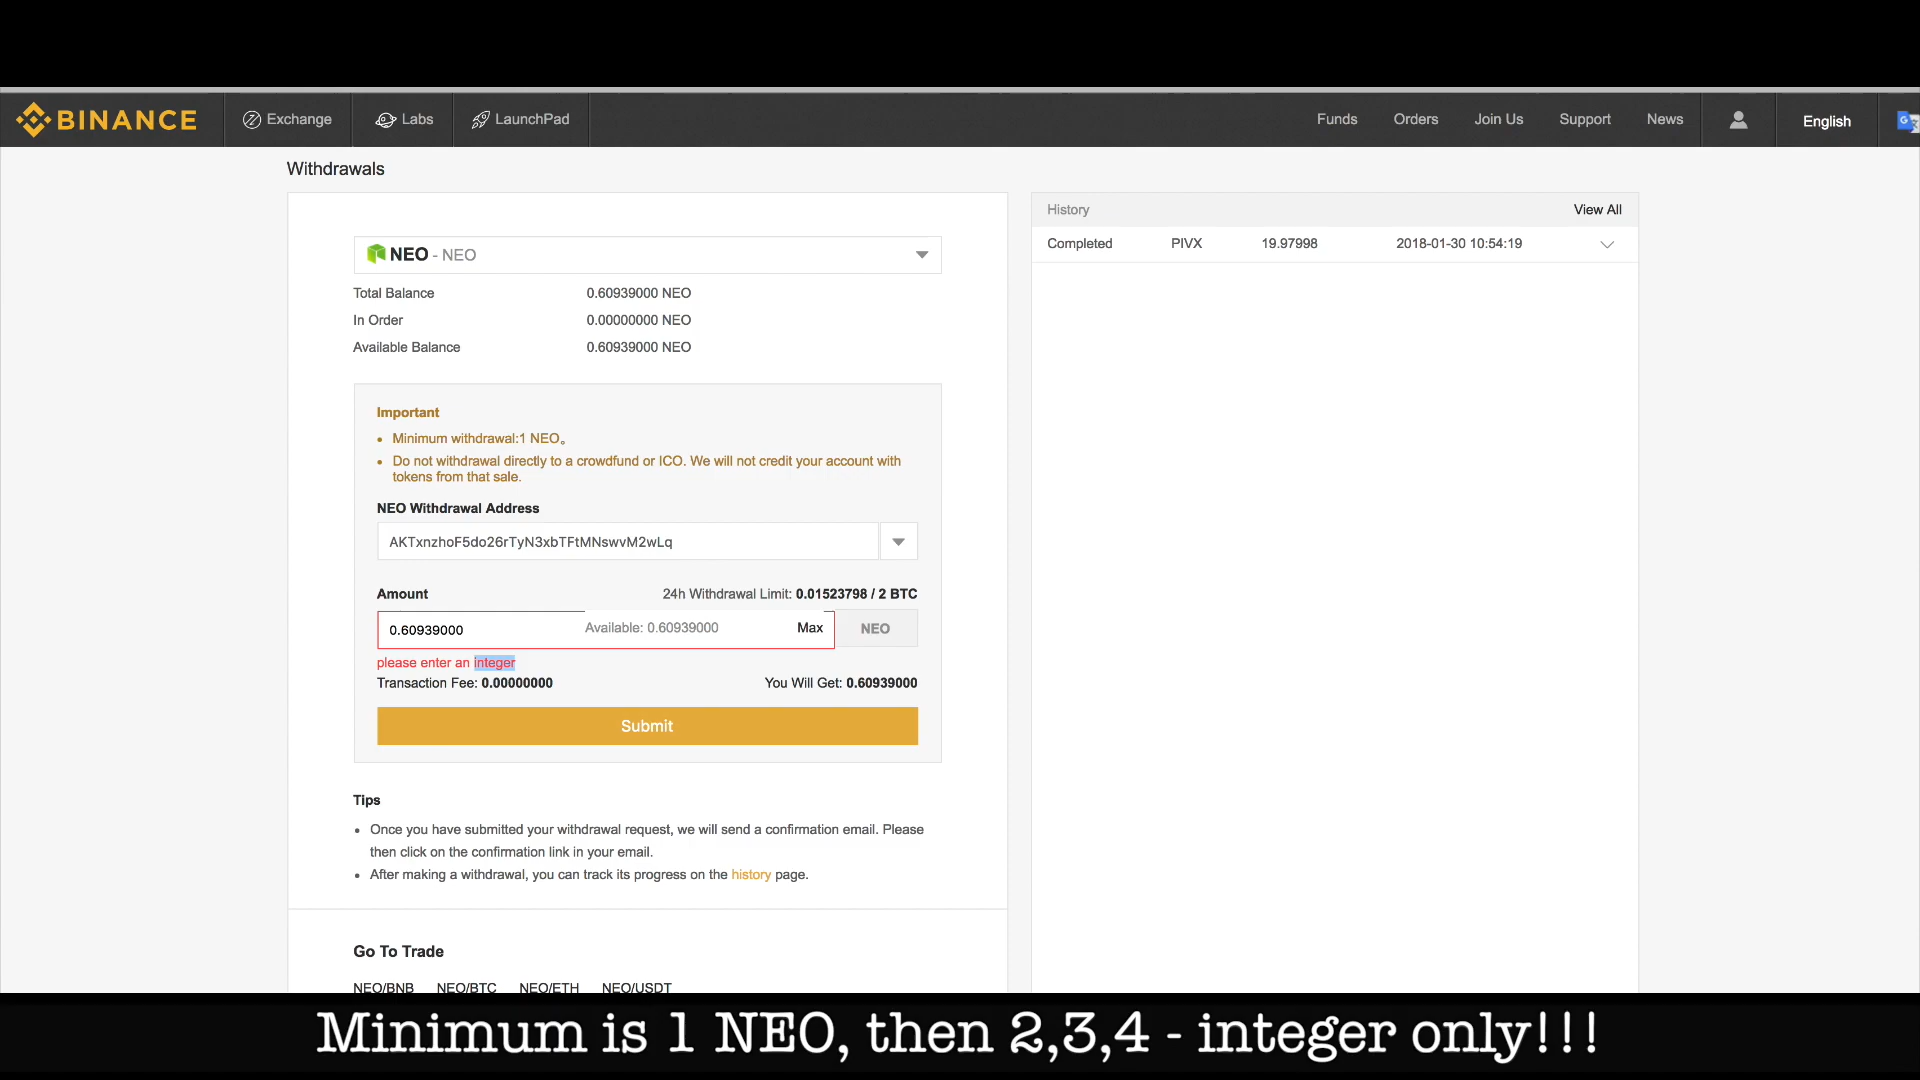 BINANCE
Exchange
Labs
LaunchPad
Funds
Orders
Join Us
Support
News
English
Withdrawals
NEO - NEO
Total Balance 0.60939000 NEO
In Order 0.00000000 NEO
Available Balance 0.60939000 NEO
Important
Minimum withdrawal:1 NEO。
Do not withdrawal directly to a crowdfund or ICO. We will not credit your account with
tokens from that sale.
NEO Withdrawal Address
AKTxnzhoF5do26rTyN3xbTFtMNswvM2wLq
Amount 24h Withdrawal Limit: 0.01523798 / 2 BTC
0.60939000 Available: 0.60939000 Max NEO
please enter an integer
Transaction Fee: 0.00000000 You Will Get: 0.60939000
Submit
Tips
Once you have submitted your withdrawal request, we will send a confirmation email. Please
then click on the confirmation link in your email.
After making a withdrawal, you can track its progress on the history page.
Go To Trade
NEO/BNB NEO/BTC NEO/ETH NEO/USDT
History View All
Completed PIVX 19.97998 2018-01-30 10:54:19
Minimum is 1 NEO, then 2,3,4 - integer only!!!